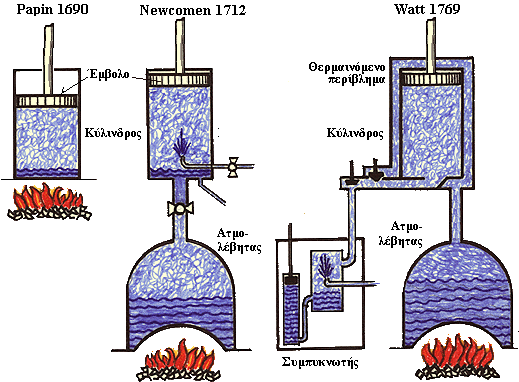 Papin 1690
Newcomen 1712
Watt 1769
Έμβολο
Κύλινδρος
Ατμο-
λέβητας
Θερμαινόμενο
περίβλημα
Κύλινδρος
Ατμο-
λέβητας
Συμπυκνωτής